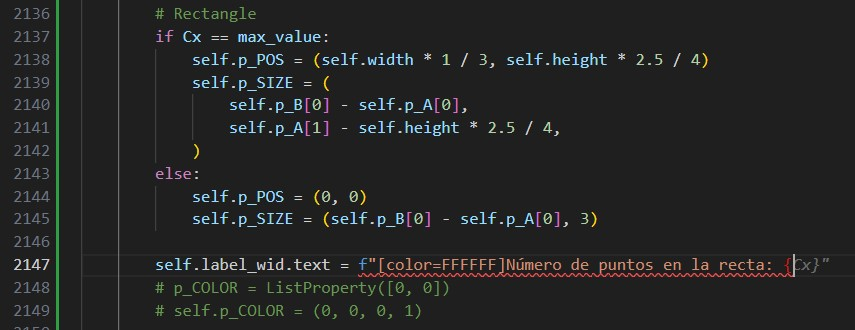 2136 # Rectangle
2137 if Cx == max_value:
2138 self.p_POS = (self.width * 1 / 3, self.height * 2.5 / 4)
2139 self.p_SIZE = (
2140 self.p_B[0] - self.p_A[0],
2141 self.p_A[1] - self.height * 2.5 / 4,
2142 )
2143 else:
2144 self.p_POS = (0, 0)
2145 self.p_SIZE = (self.p_B[0] - self.p_A[0], 3)
2146
2147 self.label_wid.text = f"[color=FFFFFF]Número de puntos en la recta: {Cx}"
2148 # p_COLOR = ListProperty([0, 0])
2149 # self.p_COLOR = (0, 0, 0, 1)